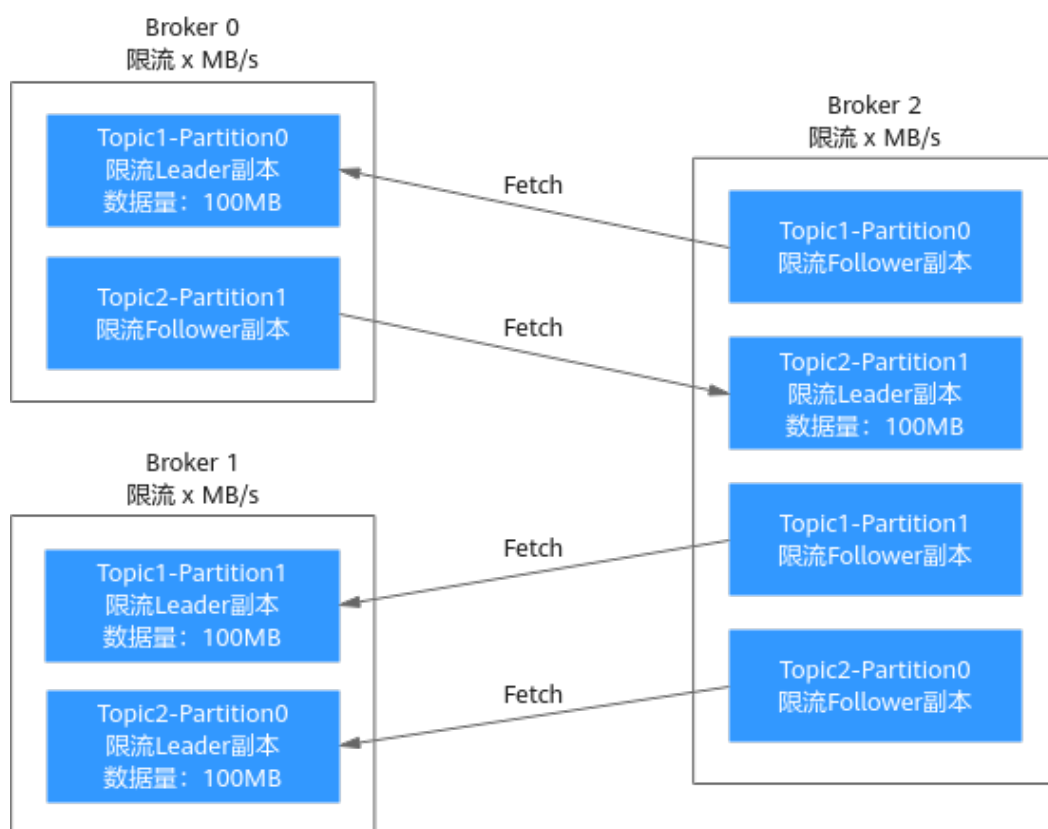 Broker 0
限流 x MB/s
Topic1-Partition0
限流Leader副本
数据量：100MB
Topic2-Partition1
限流Follower副本
Broker 1
限流 x MB/s
Topic1-Partition1
限流Leader副本
数据量：100MB
Topic2-Partition0
限流Leader副本
数据量：100MB
Fetch
Fetch
Fetch
Fetch
Broker 2
限流 x MB/s
Topic1-Partition0
限流Follower副本
Topic2-Partition1
限流Leader副本
数据量：100MB
Topic1-Partition1
限流Follower副本
Topic2-Partition0
限流Follower副本